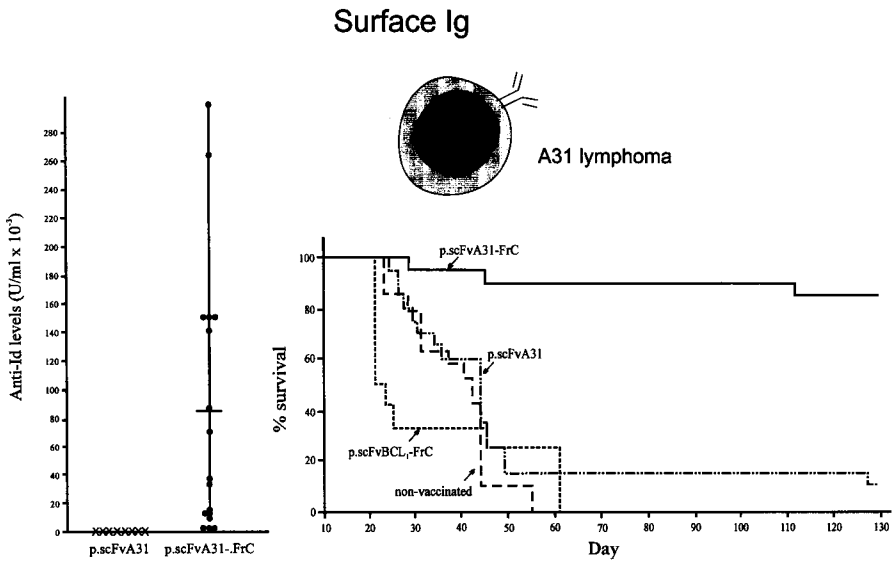 Surface Ig
A31 lymphoma
Anti-Id levels (U/ml x 10⁻³)
280
260
240
220
200
180
160
140
120
100
80
60
40
20
0
p.scFvA31 p.scFvA31-.FrC
% survival
100
80
60
40
20
0
p.scFvA31-FrC
p.scFvA31
p.scFvBCL₁-FrC
non-vaccinated
10 20 30 40 50 60 70 80 90 100 110 120 130
Day